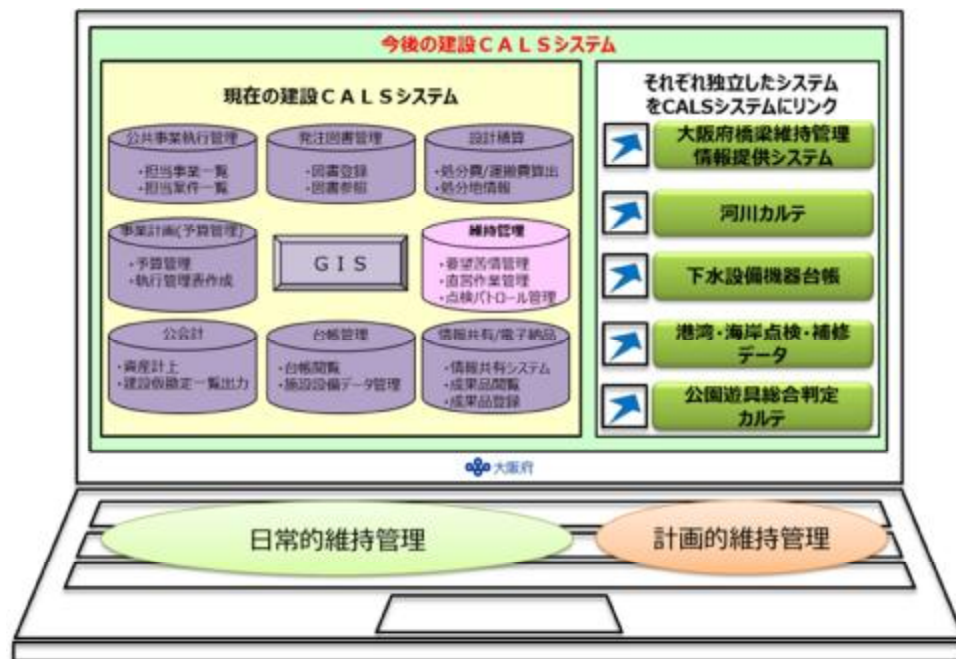 今後の建設CALSシステム
現在の建設CALSシステム
公共事業執行管理
・担当事業一覧
・担当案件一覧
発注図書管理
・図書登録
・図書参照
設計積算
・処分費/運搬費算出
・処分地情報
事業計画(予算管理)
・予算管理
・執行管理表作成
GIS
維持管理
・要望苦情管理
・直営作業管理
・点検パトロール管理
公会計
・資産計上
・建設仮勘定一覧出力
台帳管理
・台帳閲覧
・施設設備データ管理
情報共有/電子納品
・情報共有システム
・成果品閲覧
・成果品登録
それぞれ独立したシステム
をCALSシステムにリンク
大阪府橋梁維持管理
情報提供システム
河川カルテ
下水設備機器台帳
港湾・海岸点検・補修
データ
公園遊具総合判定
カルテ
大阪府
日常的維持管理
計画的維持管理